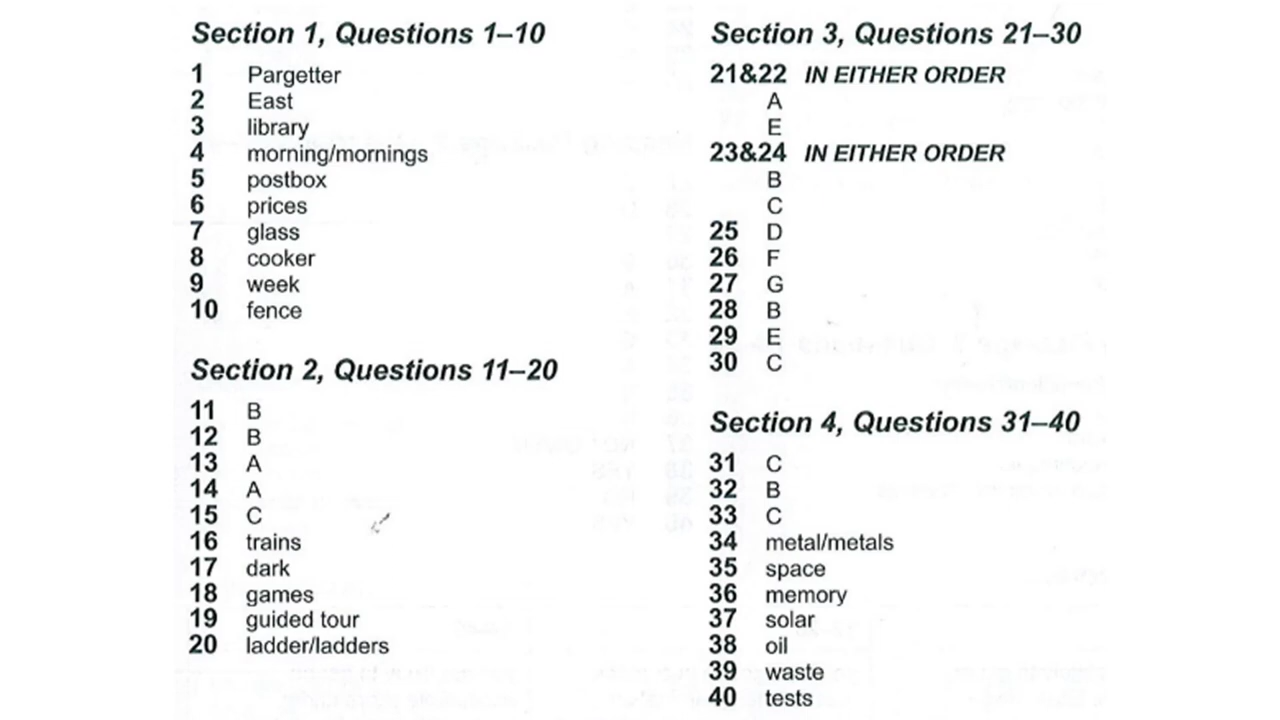 Section 1, Questions 1–10
1 Pargetter
2 East
3 library
4 morning/mornings
5 postbox
6 prices
7 glass
8 cooker
9 week
10 fence
Section 2, Questions 11–20
11 B
12 B
13 A
14 A
15 C
16 trains
17 dark
18 games
19 guided tour
20 ladder/ladders
Section 3, Questions 21–30
21&22 IN EITHER ORDER
A
E
23&24 IN EITHER ORDER
B
C
25 D
26 F
27 G
28 B
29 E
30 C
Section 4, Questions 31–40
31 C
32 B
33 C
34 metal/metals
35 space
36 memory
37 solar
38 oil
39 waste
40 tests